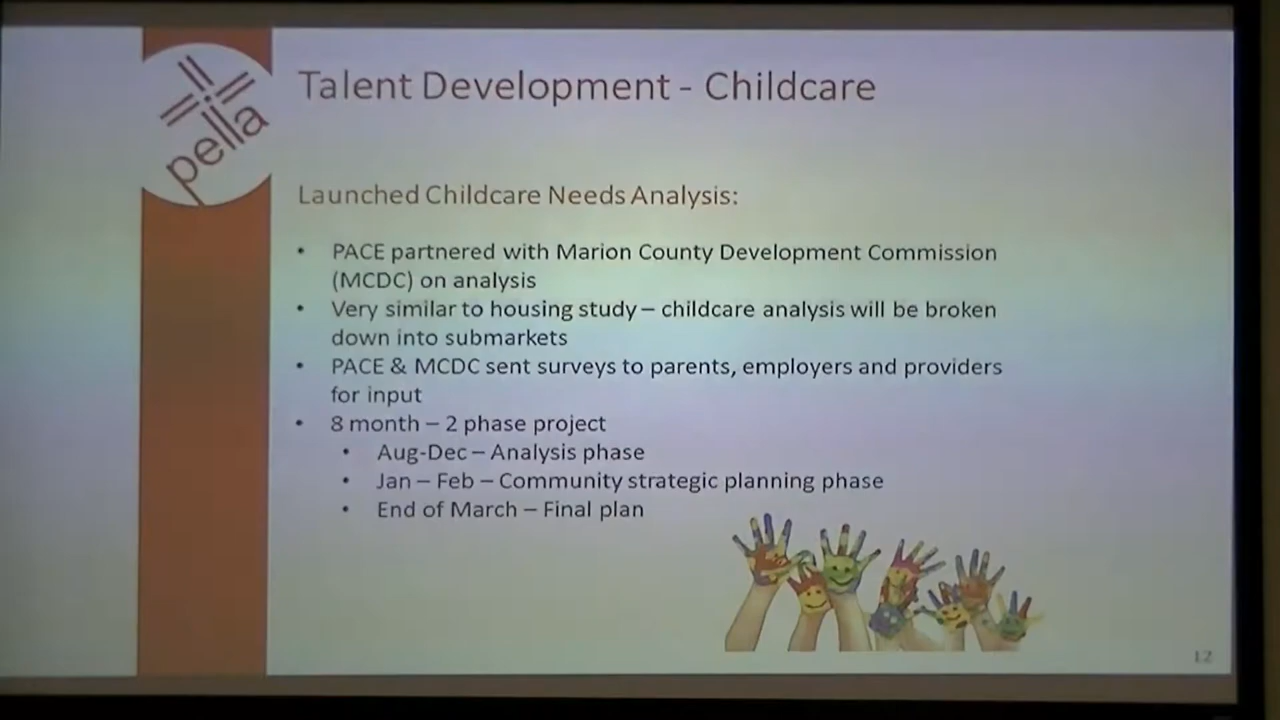 pella
Talent Development - Childcare
Launched Childcare Needs Analysis:
• PACE partnered with Marion County Development Commission
(MCDC) on analysis
• Very similar to housing study – childcare analysis will be broken
down into submarkets
• PACE & MCDC sent surveys to parents, employers and providers
for input
• 8 month – 2 phase project
• Aug-Dec – Analysis phase
• Jan – Feb – Community strategic planning phase
• End of March – Final plan
12